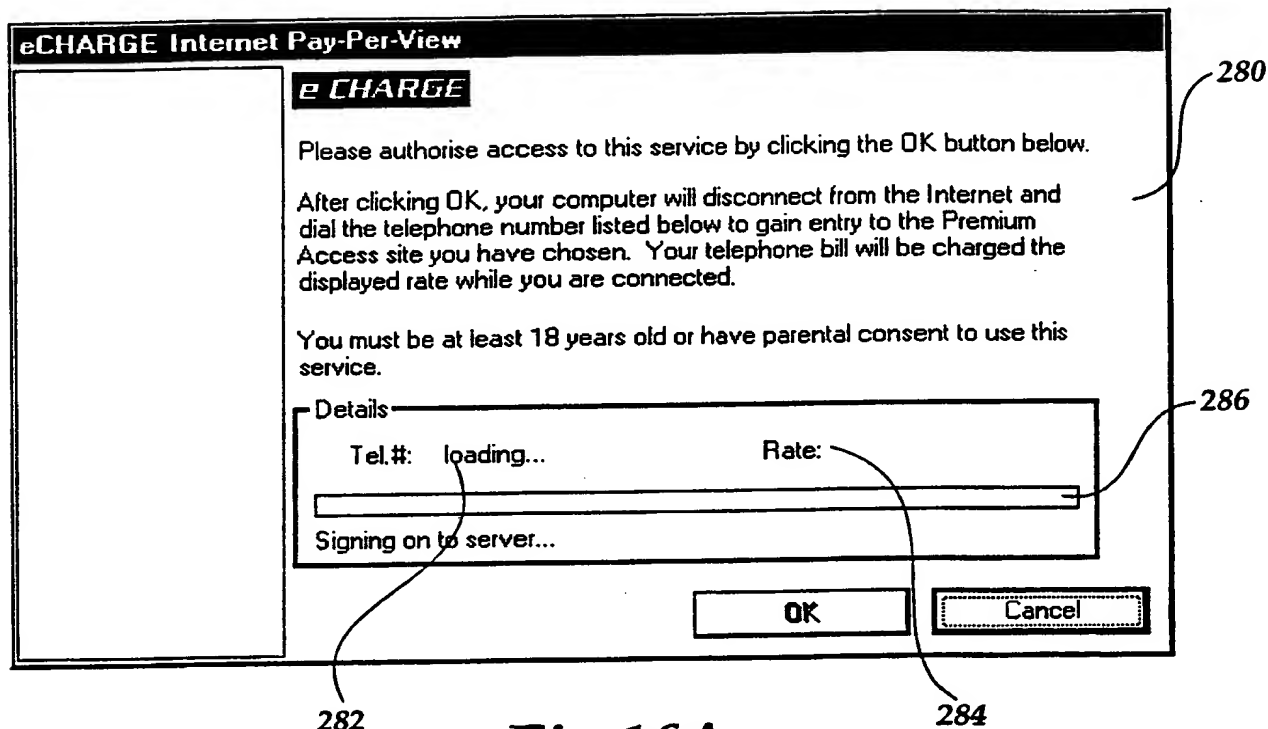 eCHARGE Internet Pay-Per-View
e CHARGE
280
Please authorise access to this service by clicking the OK button below.
After clicking OK, your computer will disconnect from the Internet and
dial the telephone number listed below to gain entry to the Premium
Access site you have chosen. Your telephone bill will be charged the
displayed rate while you are connected.
You must be at least 18 years old or have parental consent to use this
service.
Details
286
Tel.#: loading... Rate:
Signing on to server...
OK Cancel
282 284